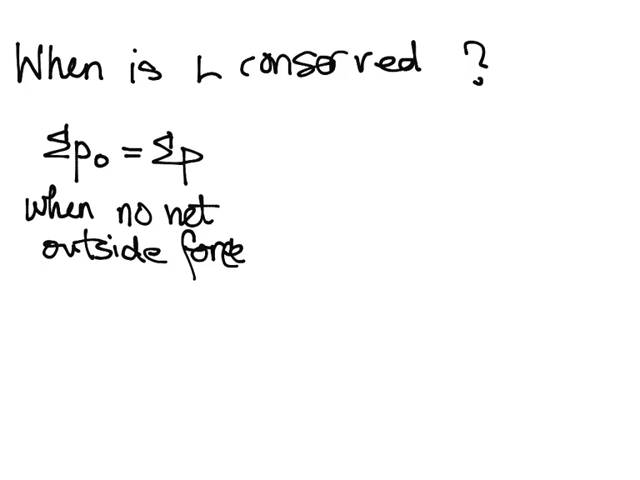 When is L conserved ?
Σp₀ = Σp
when no net
outside force